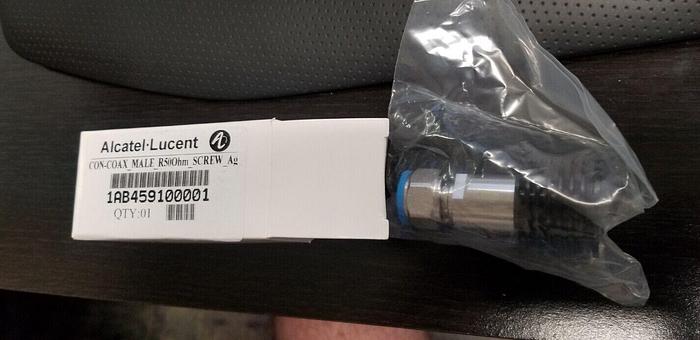 Alcatel·Lucent
CON-COAX_MALE_R50Ohm_SCREW_Ag
1AB459100001
QTY:01